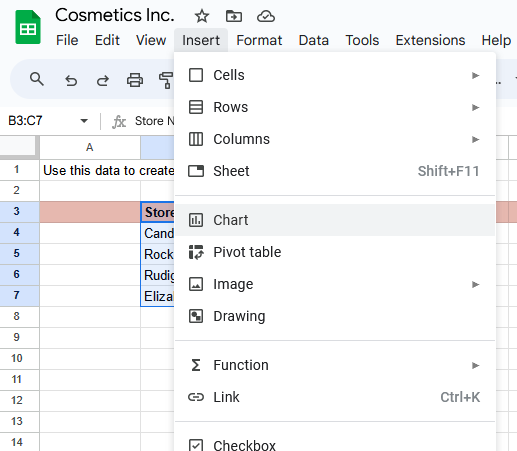 Cosmetics Inc.
File Edit View Insert Format Data Tools Extensions Help
B3:C7 fx Store N
A
1 Use this data to create
2
3 Store
4 Cand
5 Rock
6 Rudig
7 Eliza
8
9
10
11
12
13
14
Cells
Rows
Columns
Sheet Shift+F11
Chart
Pivot table
Image
Drawing
Σ Function
Link Ctrl+K
Checkbox